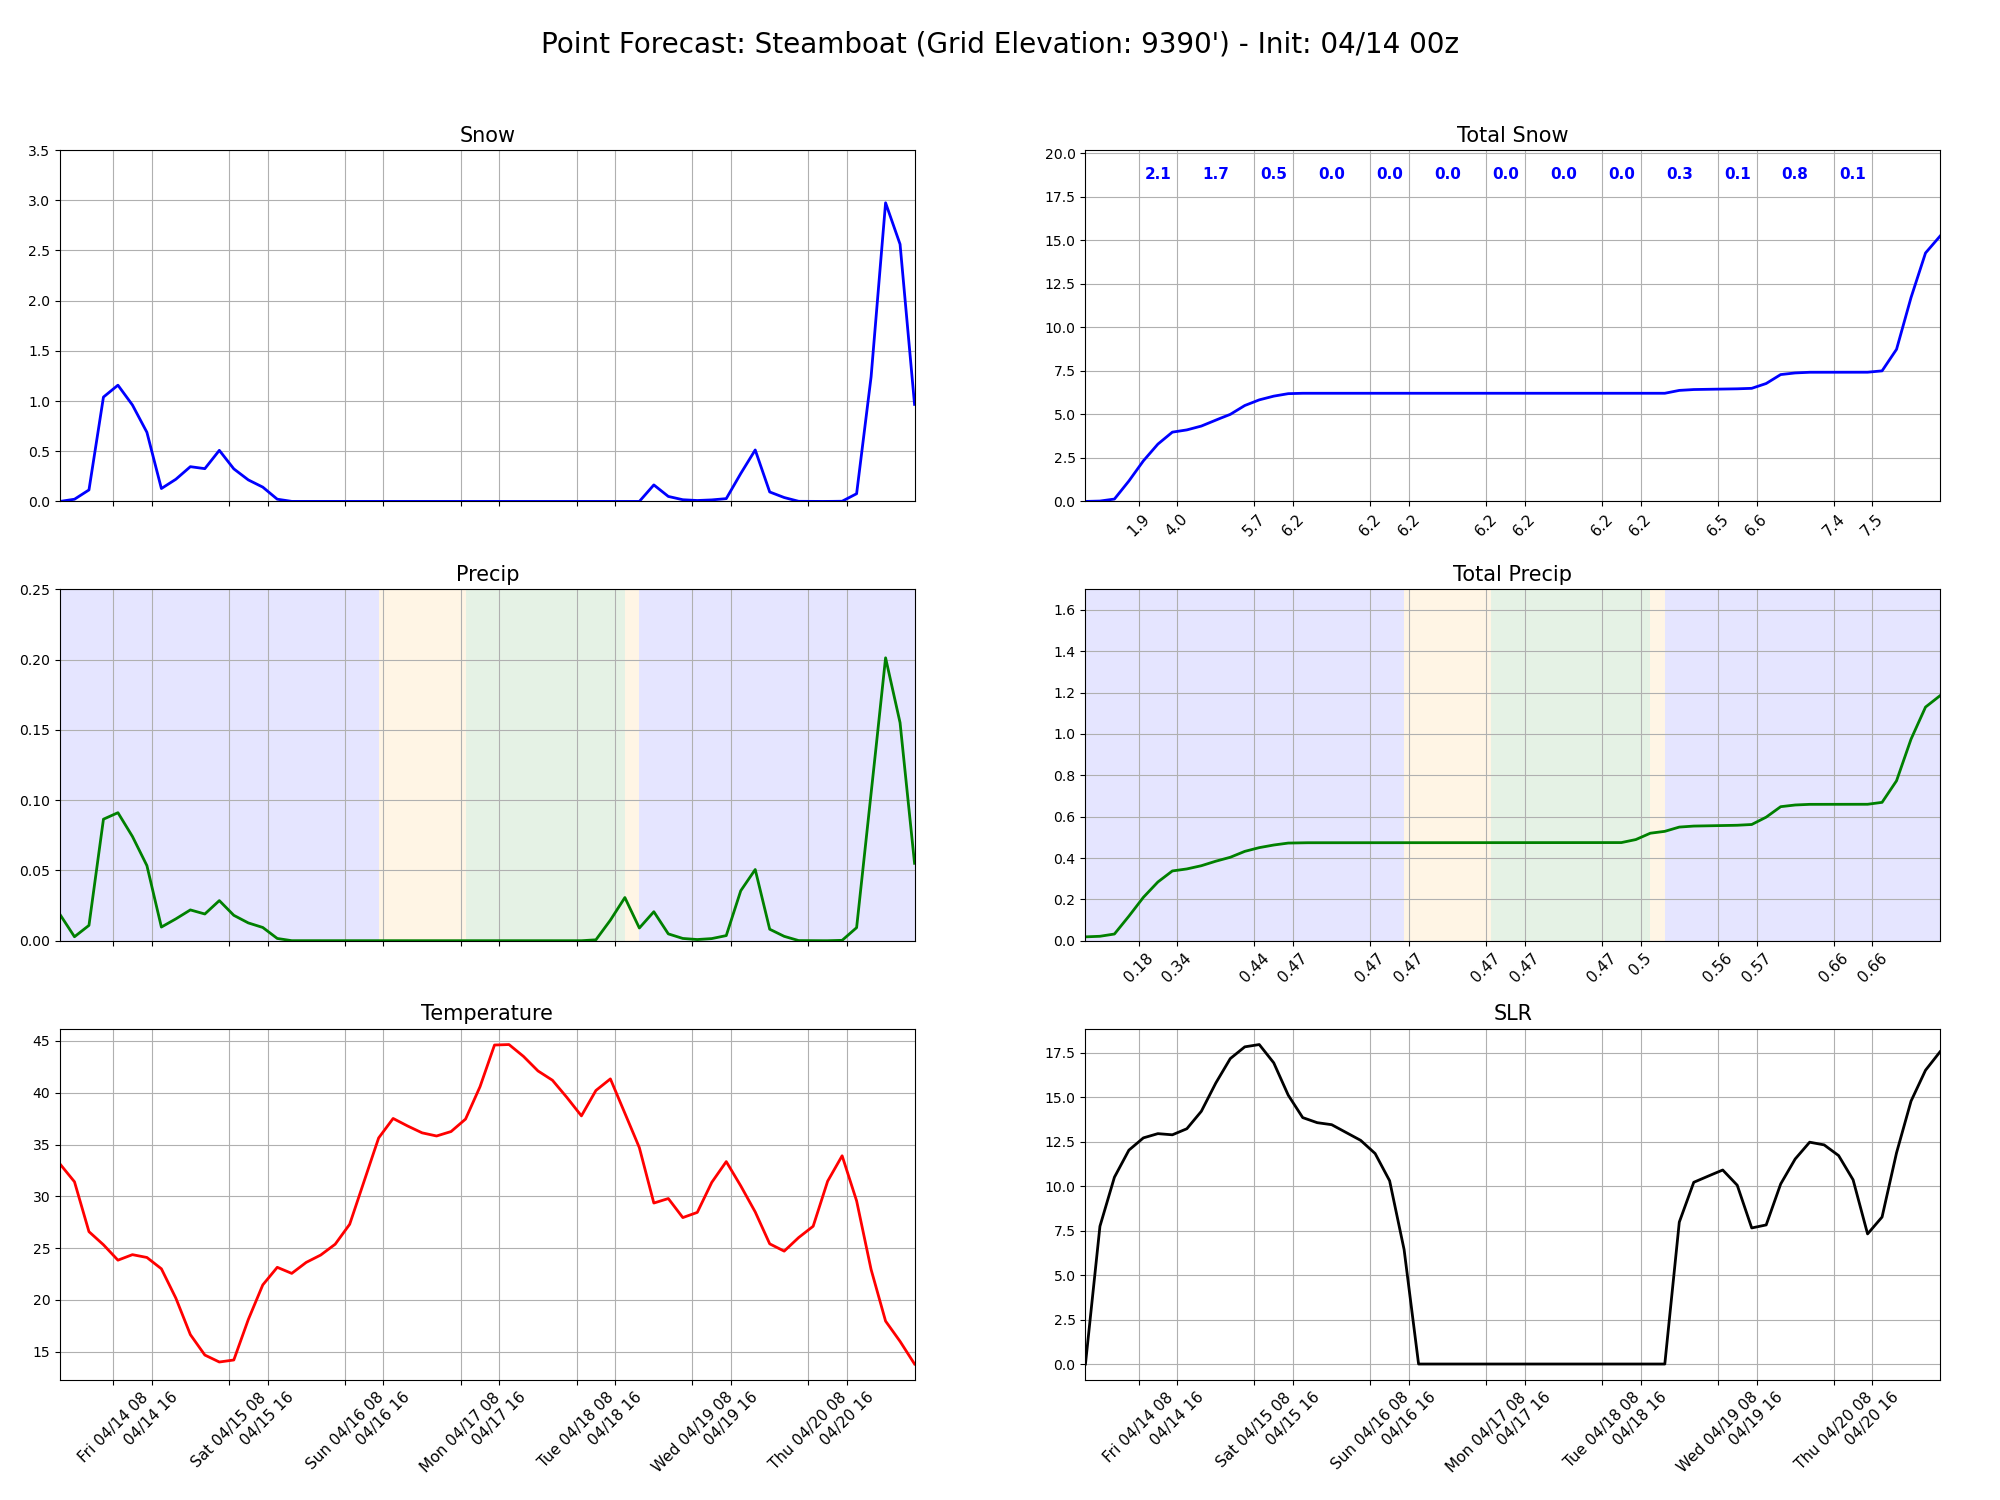 Point Forecast: Steamboat (Grid Elevation: 9390') - Init: 04/14 00z
Snow
3.5
3.0
2.5
2.0
1.5
1.0
0.5
0.0
Total Snow
20.0
17.5
15.0
12.5
10.0
7.5
5.0
2.5
0.0
2.1 1.7 0.5 0.0 0.0 0.0 0.0 0.0 0.0 0.3 0.1 0.8 0.1
1.9 4.0 5.7 6.2 6.2 6.2 6.2 6.2 6.2 6.2 6.5 6.6 7.4 7.5
Precip
0.25
0.20
0.15
0.10
0.05
0.00
Total Precip
1.6
1.4
1.2
1.0
0.8
0.6
0.4
0.2
0.0
0.18 0.34 0.44 0.47 0.47 0.47 0.47 0.47 0.47 0.5 0.56 0.57 0.66 0.66
Temperature
45
40
35
30
25
20
15
Fri 04/14 08
04/14 16
Sat 04/15 08
04/15 16
Sun 04/16 08
04/16 16
Mon 04/17 08
04/17 16
Tue 04/18 08
04/18 16
Wed 04/19 08
04/19 16
Thu 04/20 08
04/20 16
SLR
17.5
15.0
12.5
10.0
7.5
5.0
2.5
0.0
Fri 04/14 08
04/14 16
Sat 04/15 08
04/15 16
Sun 04/16 08
04/16 16
Mon 04/17 08
04/17 16
Tue 04/18 08
04/18 16
Wed 04/19 08
04/19 16
Thu 04/20 08
04/20 16